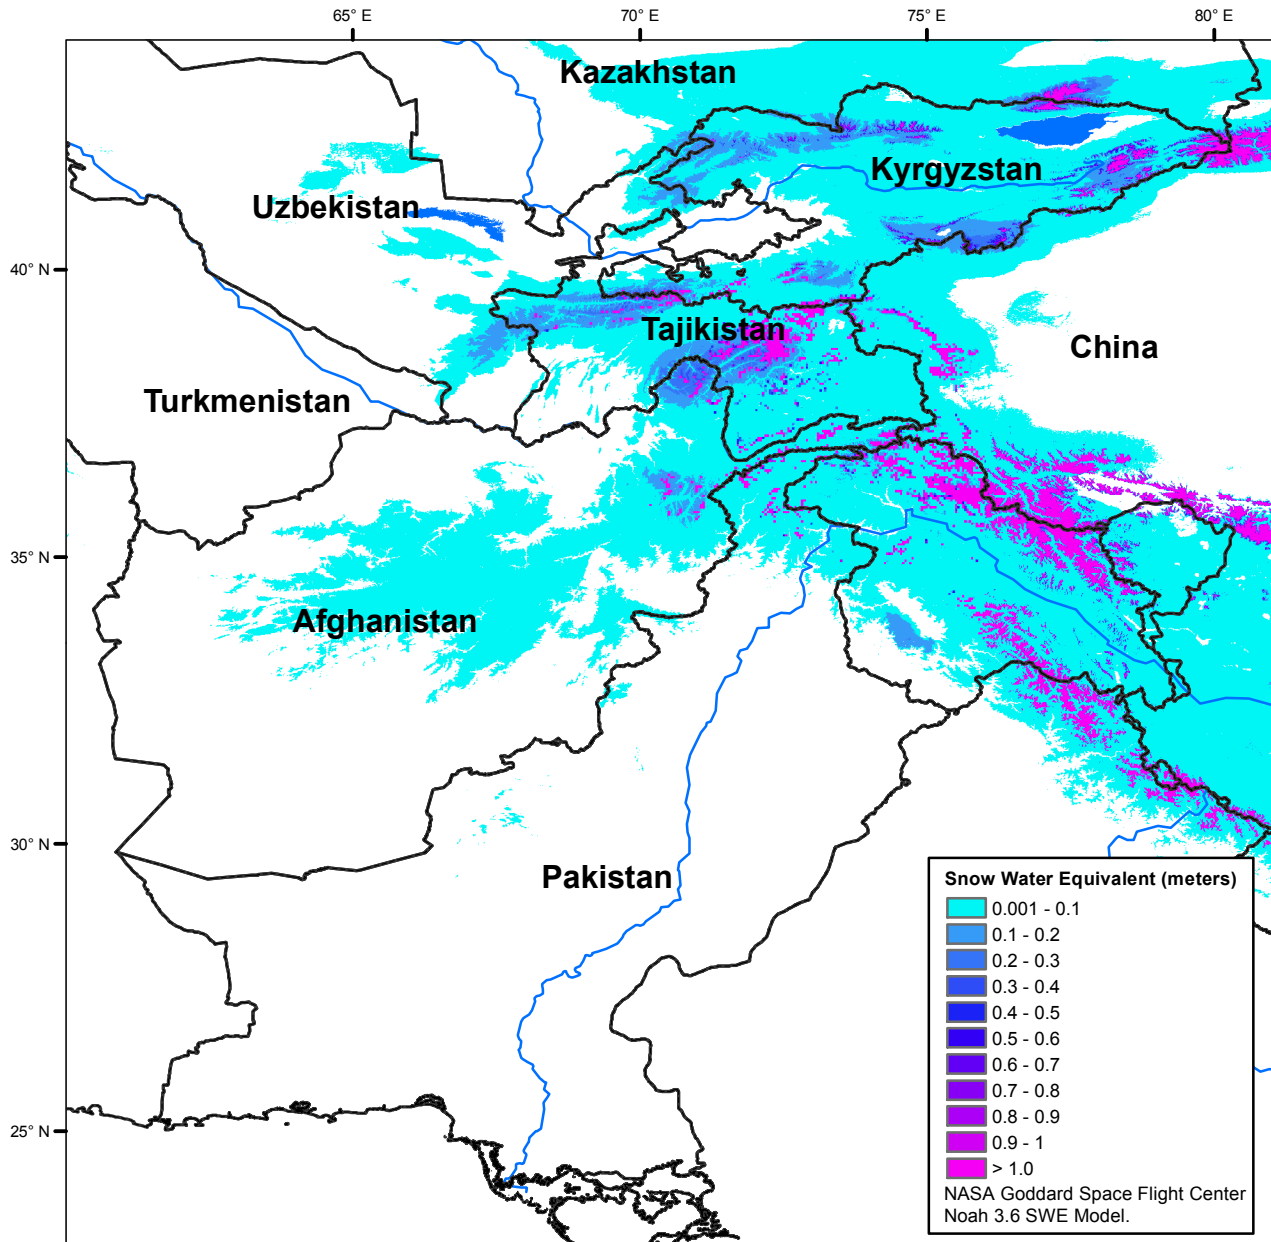 65° E
70° E
75° E
80° E
Kazakhstan
Kyrgyzstan
Uzbekistan
40° N
Tajikistan
China
Turkmenistan
35° N
Afghanistan
30° N
Pakistan
25° N
Snow Water Equivalent (meters)
0.001 - 0.1
0.1 - 0.2
0.2 - 0.3
0.3 - 0.4
0.4 - 0.5
0.5 - 0.6
0.6 - 0.7
0.7 - 0.8
0.8 - 0.9
0.9 - 1
> 1.0
NASA Goddard Space Flight Center
Noah 3.6 SWE Model.